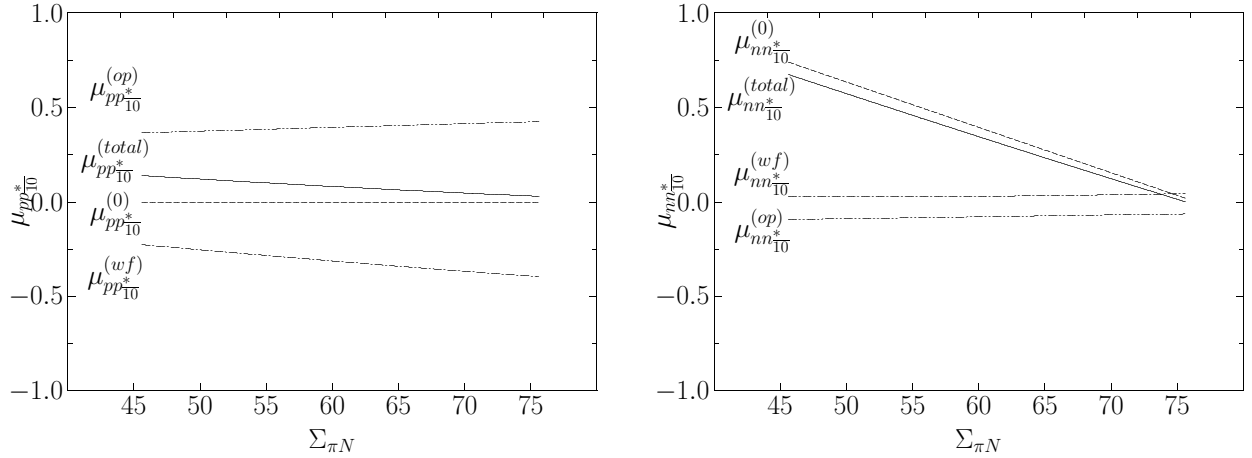 1.0
0.5
0.0
−0.5
−1.0
μ_{pp^*_{\overline{10}}}
μ^{(op)}_{pp^*_{\overline{10}}}
μ^{(total)}_{pp^*_{\overline{10}}}
μ^{(0)}_{pp^*_{\overline{10}}}
μ^{(wf)}_{pp^*_{\overline{10}}}
45 50 55 60 65 70 75
Σ_{πN}
1.0
0.5
0.0
−0.5
−1.0
μ_{nn^*_{\overline{10}}}
μ^{(0)}_{nn^*_{\overline{10}}}
μ^{(total)}_{nn^*_{\overline{10}}}
μ^{(wf)}_{nn^*_{\overline{10}}}
μ^{(op)}_{nn^*_{\overline{10}}}
45 50 55 60 65 70 75
Σ_{πN}